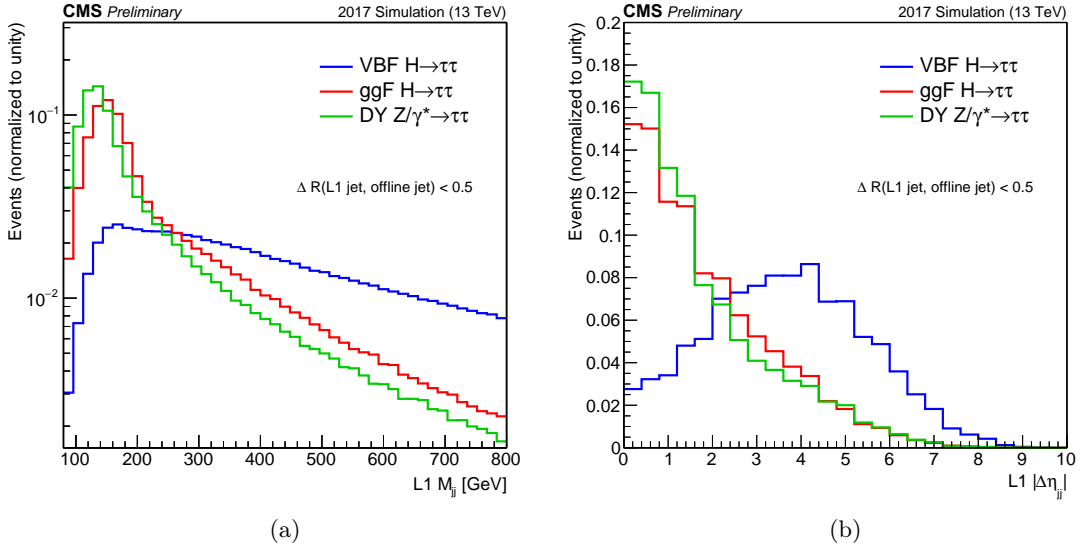 CMS Preliminary 2017 Simulation (13 TeV)
Events (normalized to unity)
VBF H→ττ
ggF H→ττ
DY Z/γ*→ττ
Δ R(L1 jet, offline jet) < 0.5
10⁻¹
10⁻²
100 200 300 400 500 600 700 800
L1 M_jj [GeV]
(a)
CMS Preliminary 2017 Simulation (13 TeV)
Events (normalized to unity)
0.2
0.18
0.16
0.14
0.12
0.1
0.08
0.06
0.04
0.02
0
VBF H→ττ
ggF H→ττ
DY Z/γ*→ττ
Δ R(L1 jet, offline jet) < 0.5
0 1 2 3 4 5 6 7 8 9 10
L1 |Δη_jj|
(b)